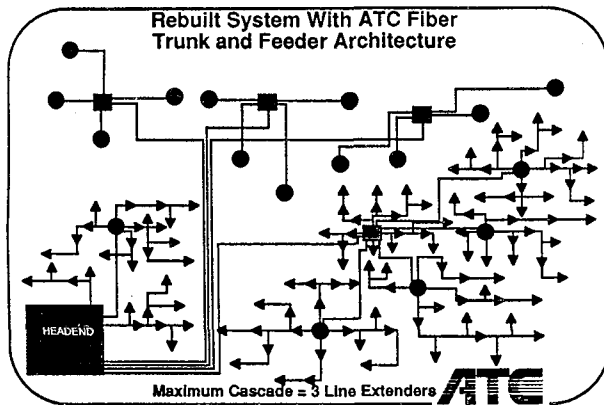 Rebuilt System With ATC Fiber
Trunk and Feeder Architecture
HEADEND
Maximum Cascade = 3 Line Extenders
ATC